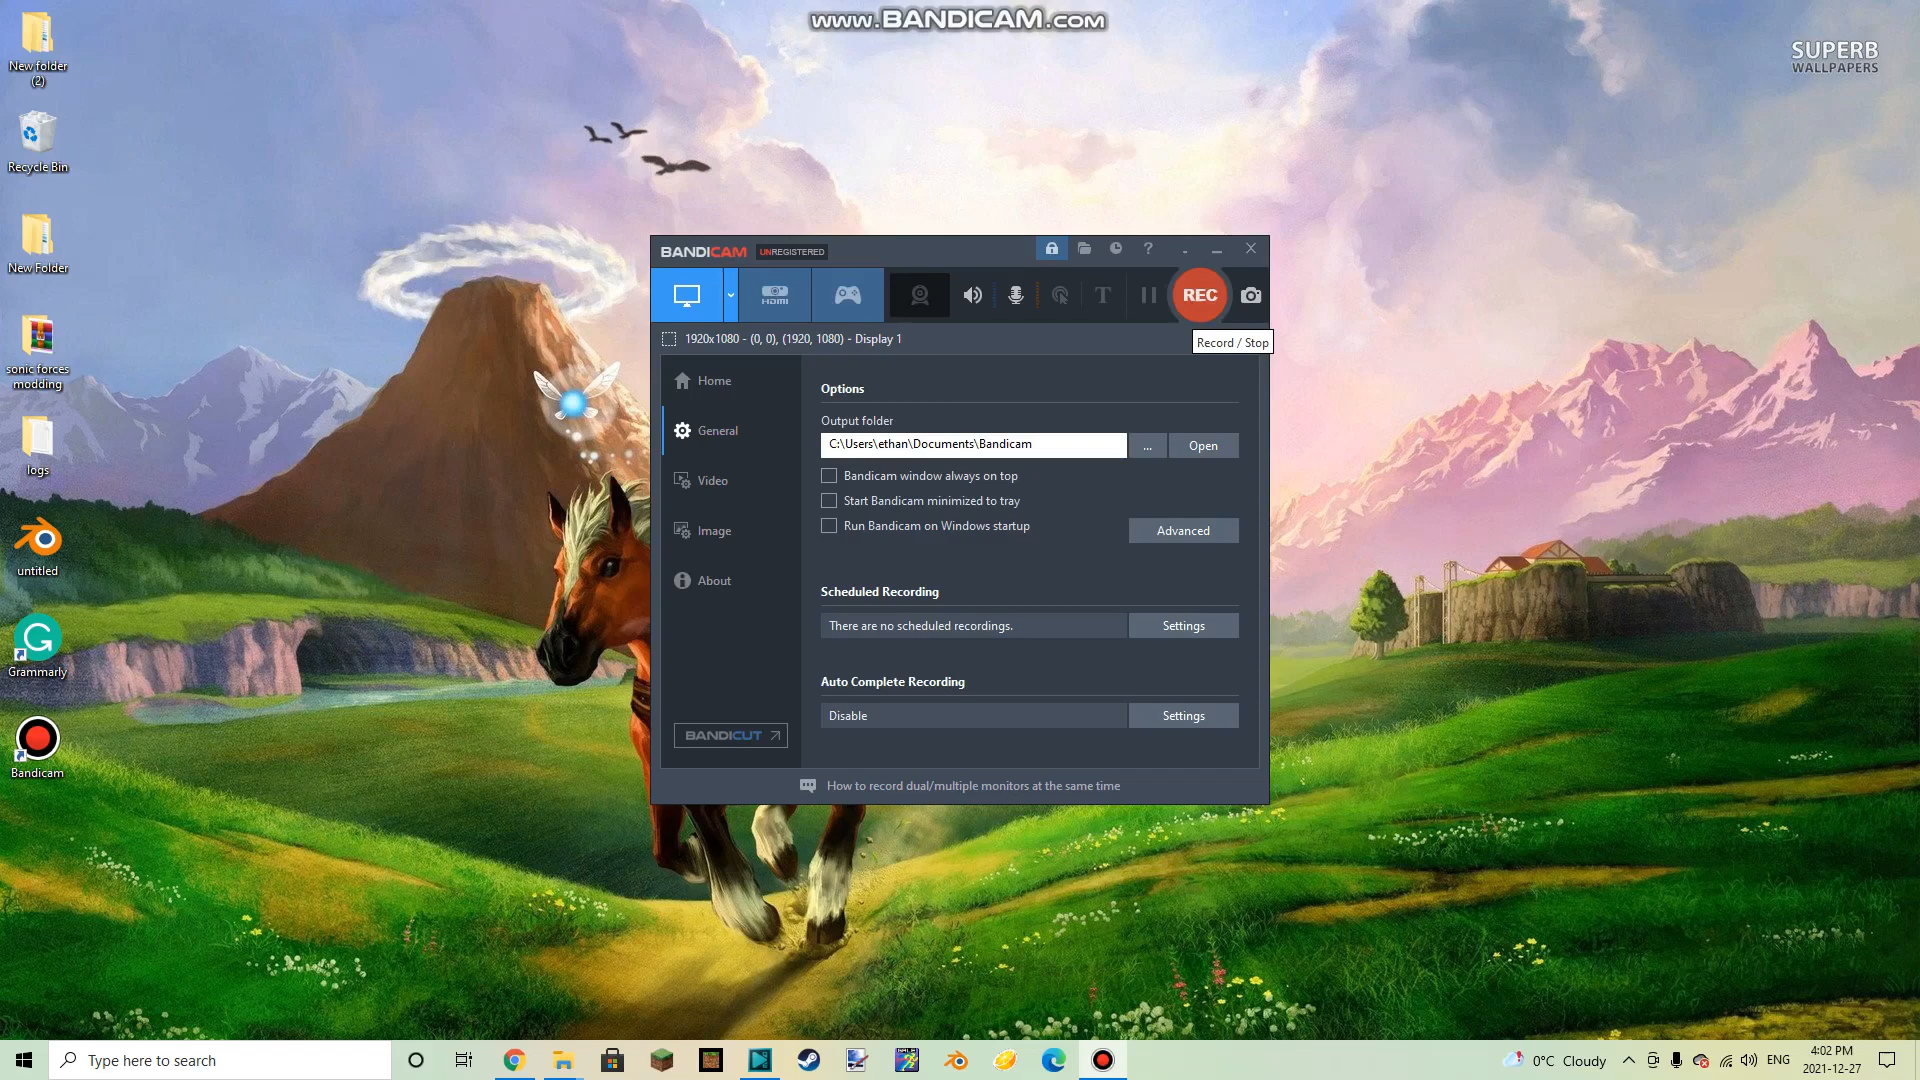 www.BANDICAM.com
SUPERB
WALLPAPERS
New folder
(2)
Recycle Bin
New Folder
sonic forces
modding
logs
untitled
Grammarly
Bandicam
BANDICAM UNREGISTERED
?
HDMI
T
REC
1920x1080 - (0, 0), (1920, 1080) - Display 1
Record / Stop
Home
General
Video
Image
About
BANDICUT
Options
Output folder
C:\Users\ethan\Documents\Bandicam
...
Open
Bandicam window always on top
Start Bandicam minimized to tray
Run Bandicam on Windows startup
Advanced
Scheduled Recording
There are no scheduled recordings.
Settings
Auto Complete Recording
Disable
Settings
How to record dual/multiple monitors at the same time
Type here to search
0°C Cloudy
ENG
4:02 PM
2021-12-27